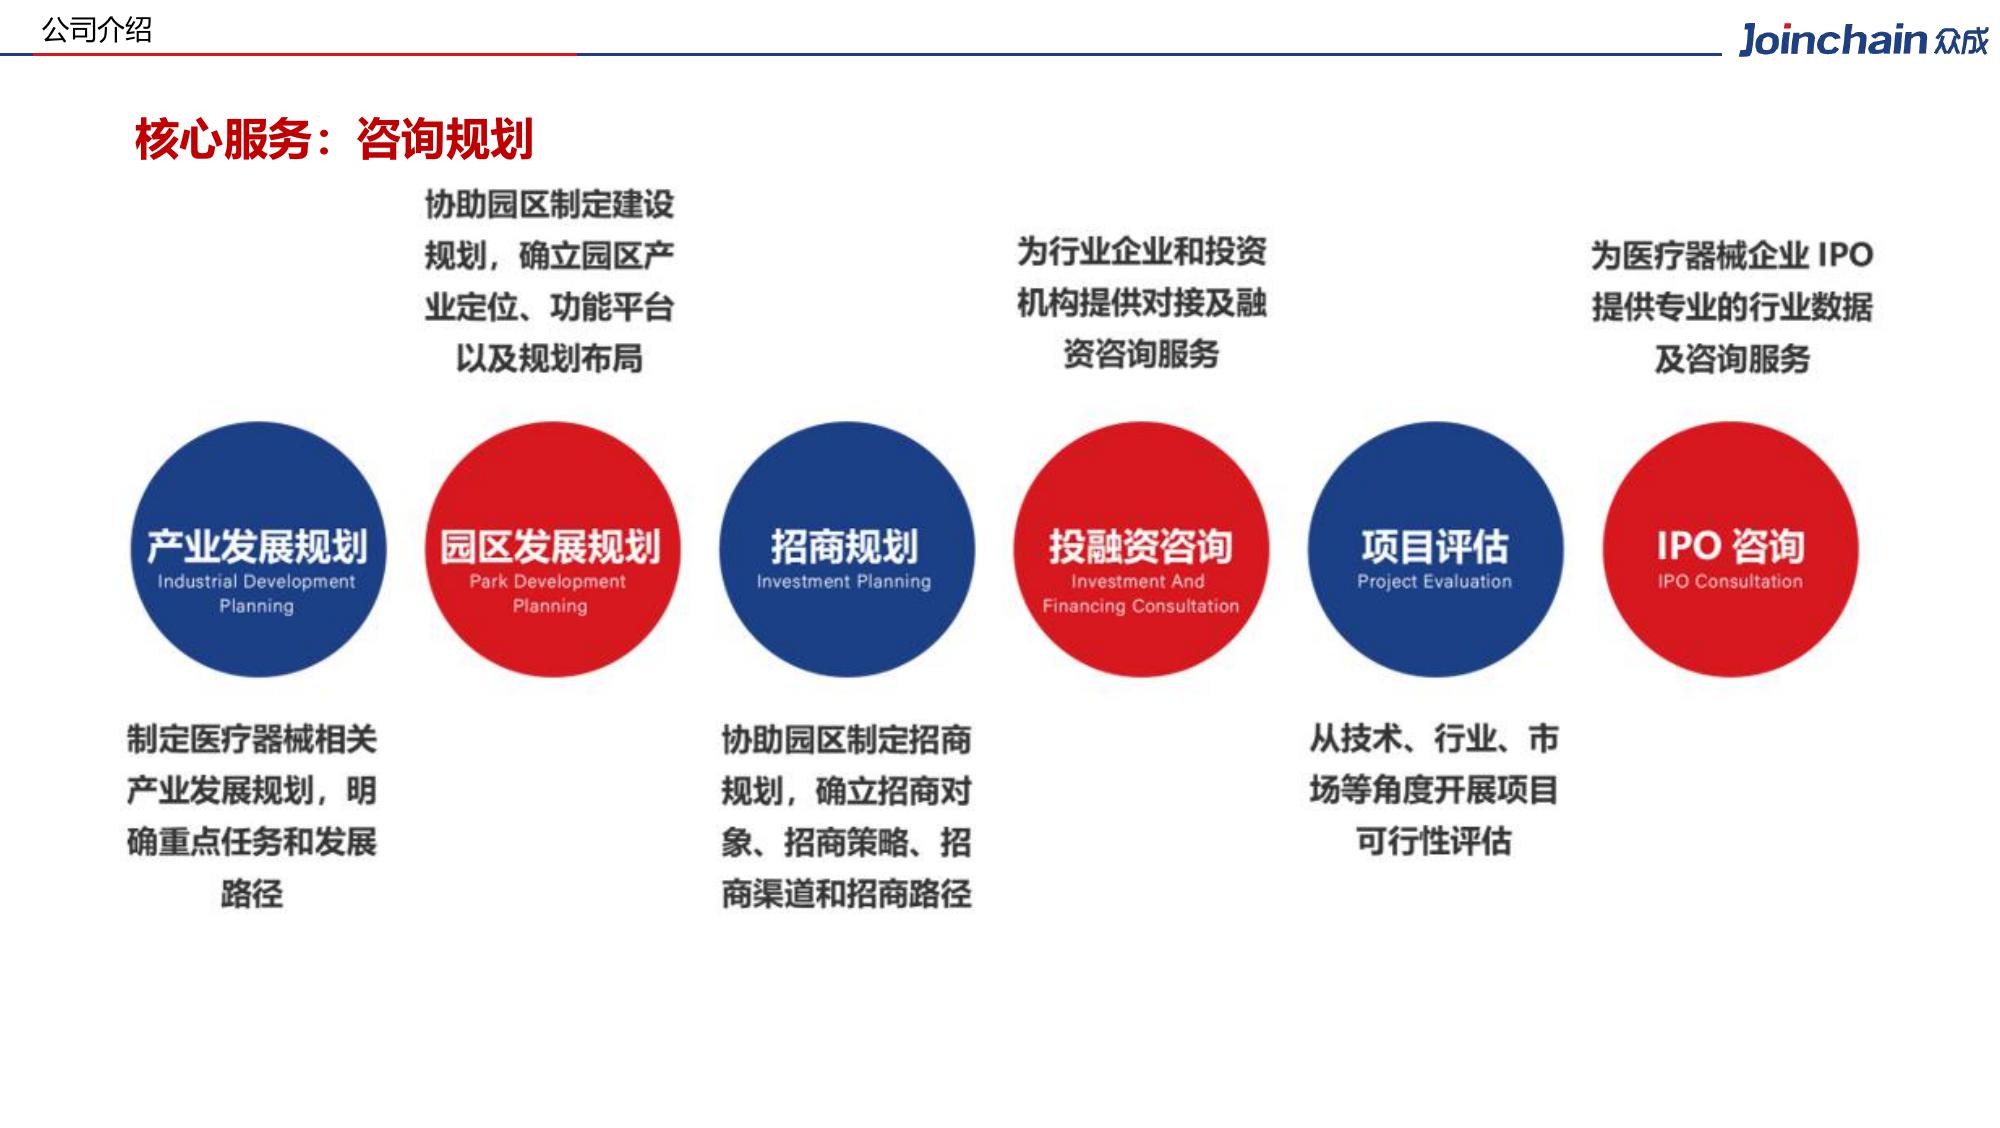 公司介绍
Joinchain 众成
核心服务：咨询规划
协助园区制定建设
规划，确立园区产
业定位、功能平台
以及规划布局
为行业企业和投资
机构提供对接及融
资咨询服务
为医疗器械企业 IPO
提供专业的行业数据
及咨询服务
产业发展规划
Industrial Development
Planning
园区发展规划
Park Development
Planning
招商规划
Investment Planning
投融资咨询
Investment And
Financing Consultation
项目评估
Project Evaluation
IPO 咨询
IPO Consultation
制定医疗器械相关
产业发展规划，明
确重点任务和发展
路径
协助园区制定招商
规划，确立招商对
象、招商策略、招
商渠道和招商路径
从技术、行业、市
场等角度开展项目
可行性评估